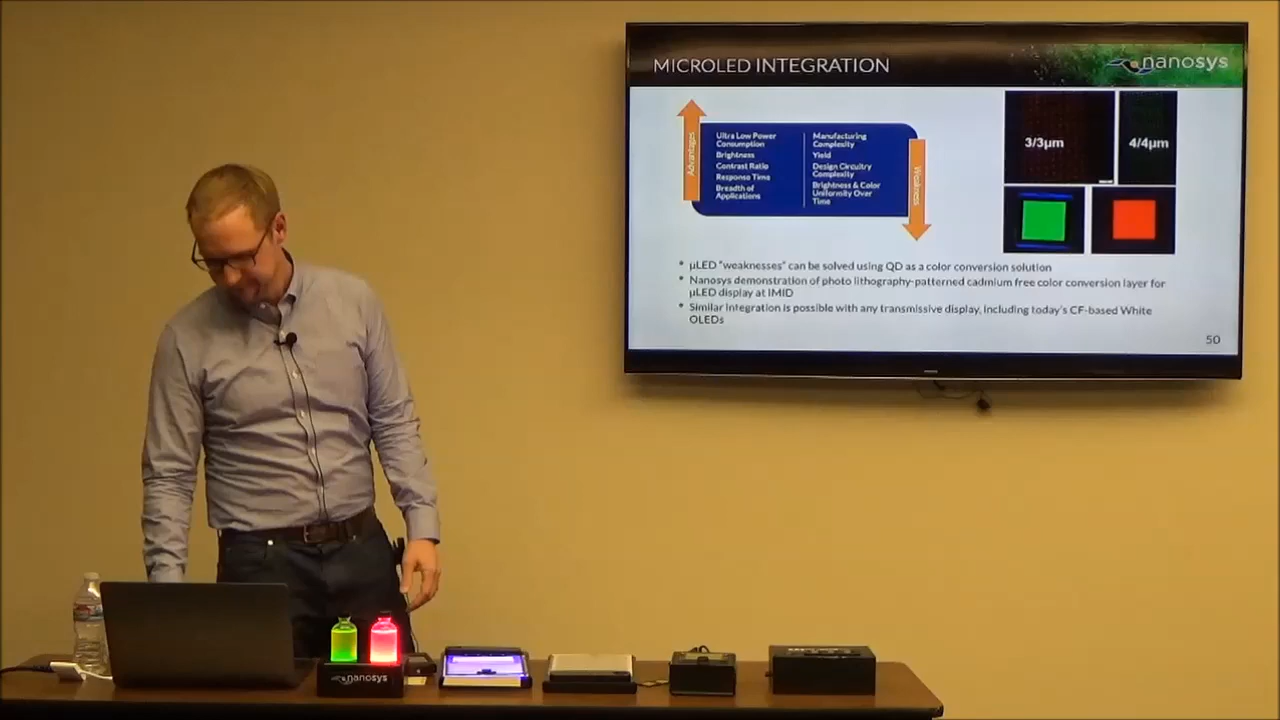 MICROLED INTEGRATION
nanosys
Advantages
Ultra Low Power
Consumption
Brightness
Contrast Ratio
Response Time
Breadth of
Applications
Manufacturing
Complexity
Yield
Design Circuitry
Complexity
Brightness & Color
Uniformity Over
Time
Weakness
3/3µm
4/4µm
* µLED "weaknesses" can be solved using QD as a color conversion solution
* Nanosys demonstration of photo lithography-patterned cadmium free color conversion layer for
µLED display at IMID
* Similar integration is possible with any transmissive display, including today's CF-based White
OLEDs
50
nanosys